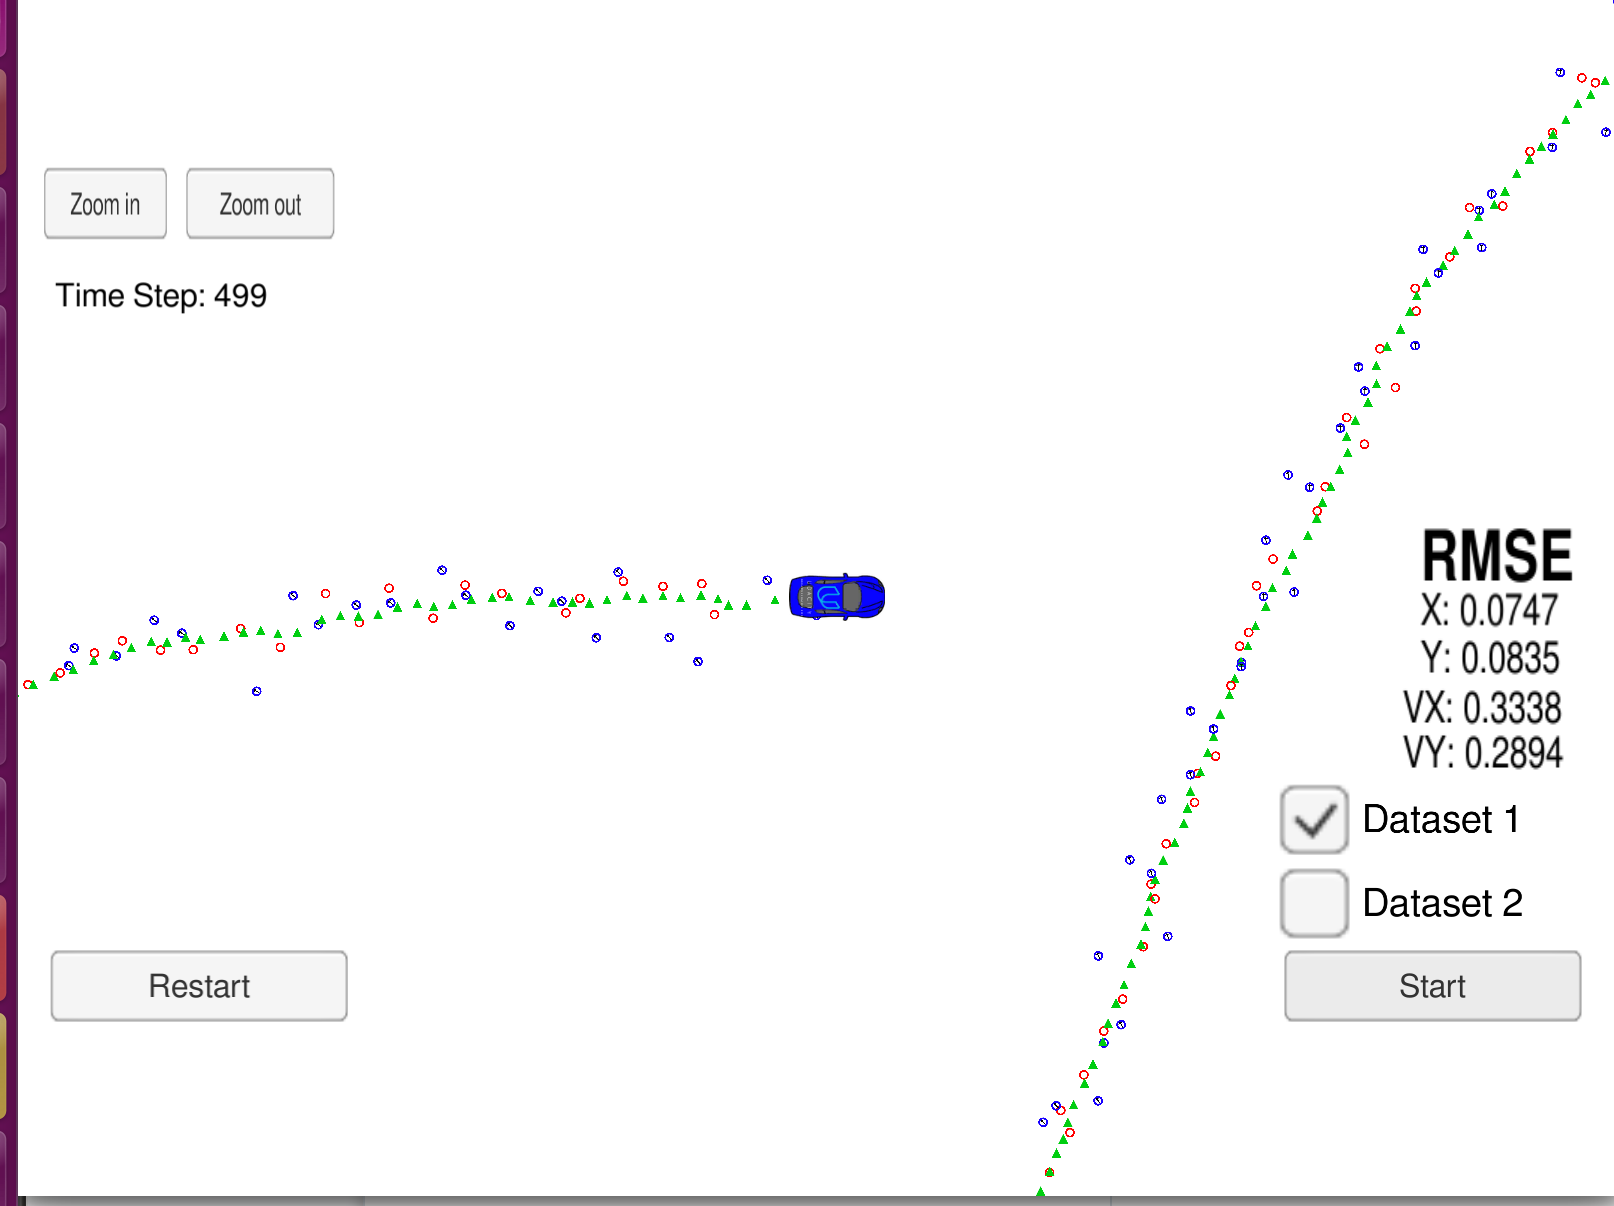 Zoom in
Zoom out
Time Step: 499
RMSE
X: 0.0747
Y: 0.0835
VX: 0.3338
VY: 0.2894
Dataset 1
Dataset 2
Restart
Start